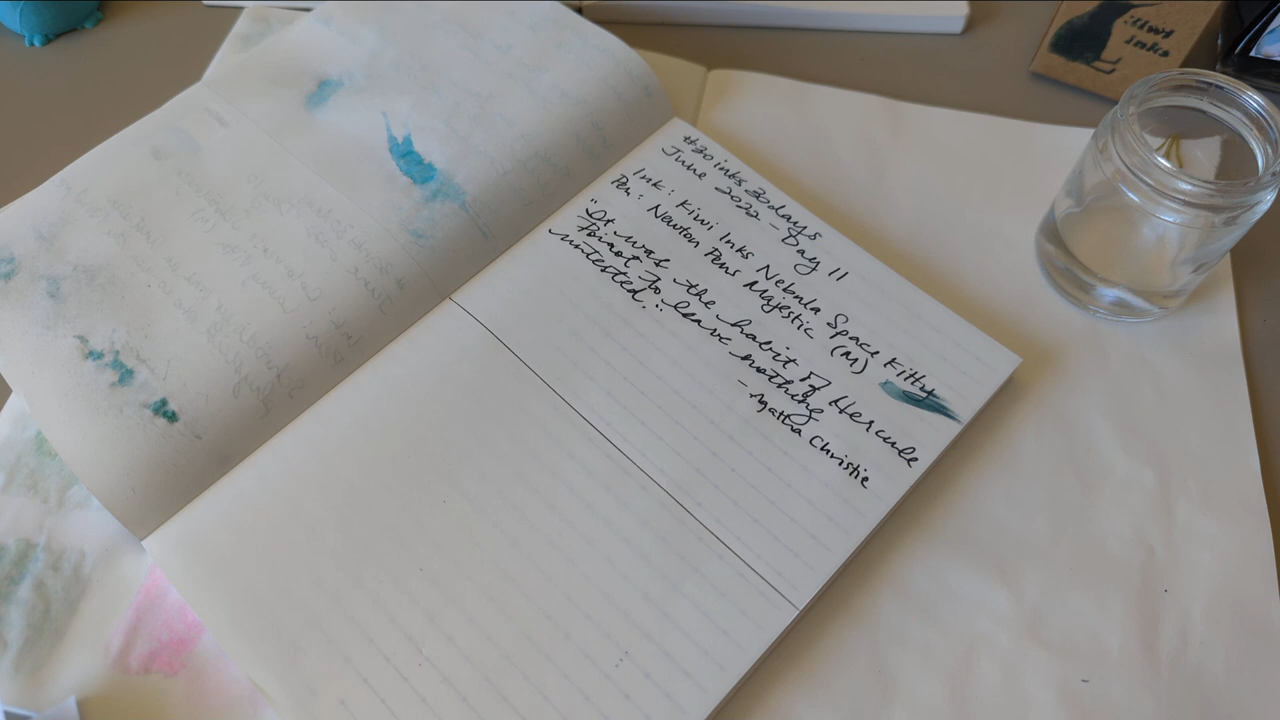 #30inks30days
June 2022 - Day 11
Ink: Kiwi Inks Nebula Space Kitty
Pen: Newton Pens Majestic (M)
"It was the habit of Hercule
Poirot to leave nothing
untested..."
- Agatha Christie
kiwi
inks